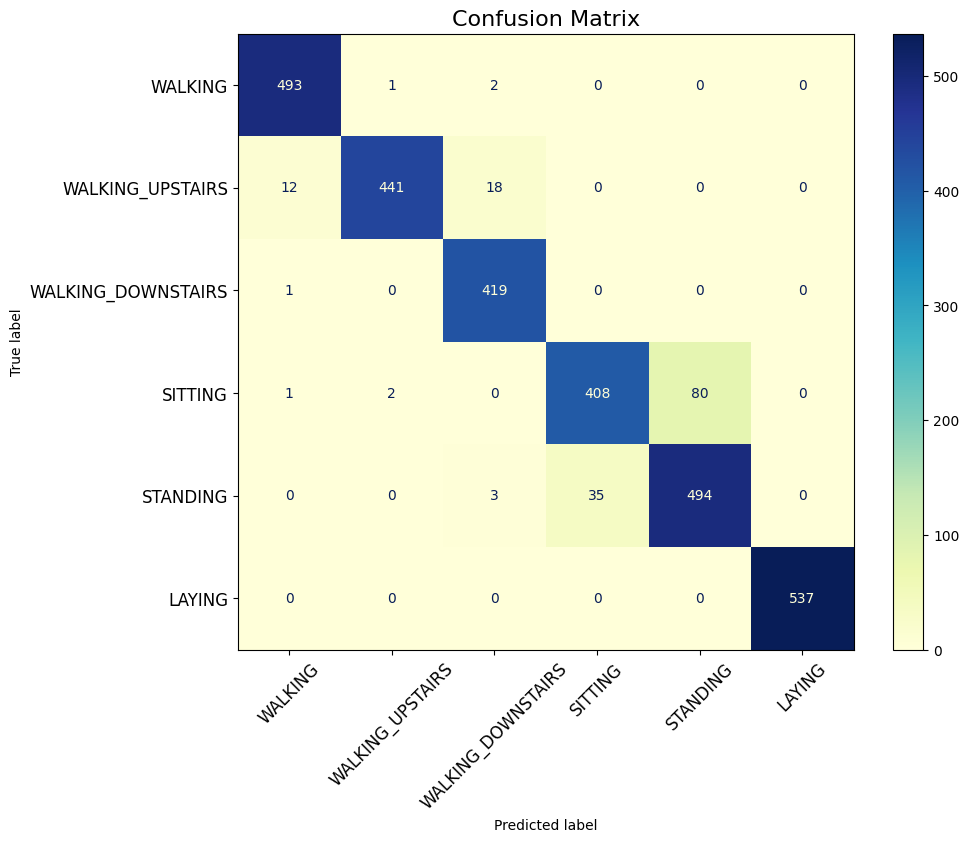 Confusion Matrix
True label
WALKING 493 1 2 0 0 0
WALKING_UPSTAIRS 12 441 18 0 0 0
WALKING_DOWNSTAIRS 1 0 419 0 0 0
SITTING 1 2 0 408 80 0
STANDING 0 0 3 35 494 0
LAYING 0 0 0 0 0 537
WALKING WALKING_UPSTAIRS WALKING_DOWNSTAIRS SITTING STANDING LAYING
Predicted label
500
400
300
200
100
0